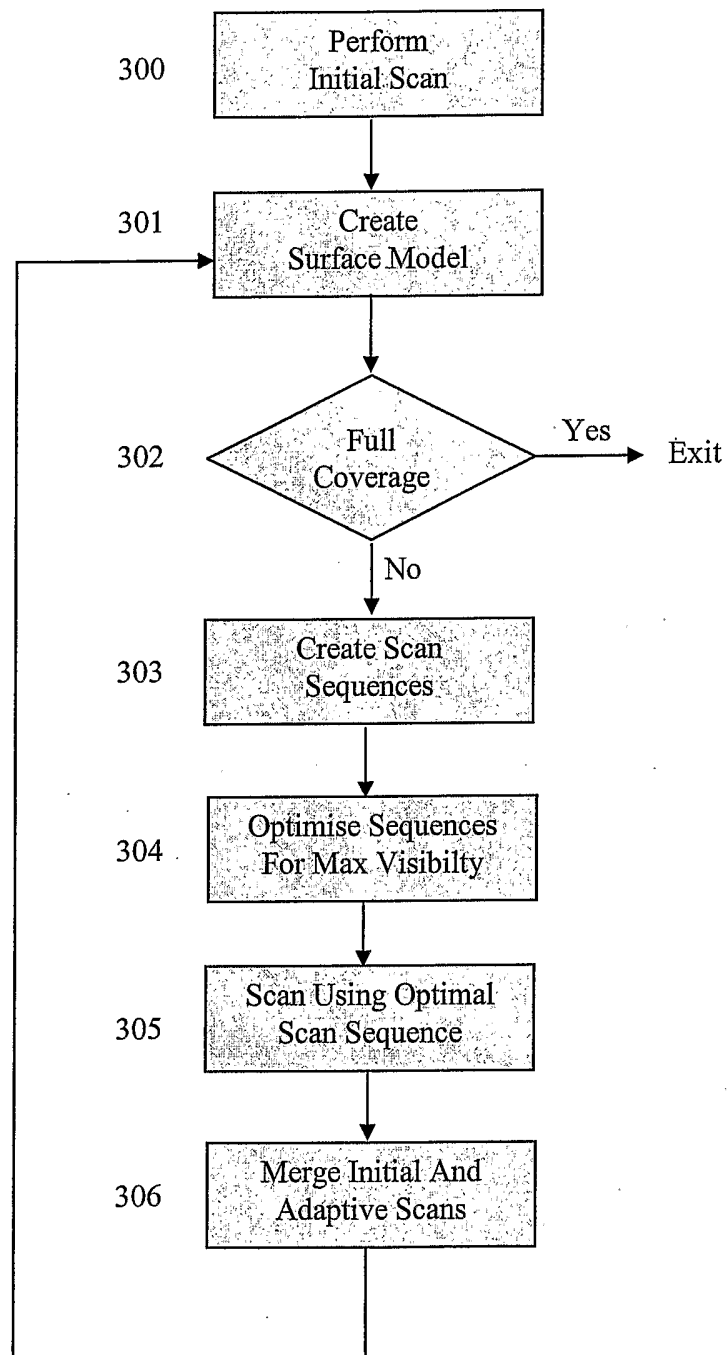 300
Perform
Initial Scan
301
Create
Surface Model
302
Full
Coverage
Yes
Exit
No
303
Create Scan
Sequences
304
Optimise Sequences
For Max Visibilty
305
Scan Using Optimal
Scan Sequence
306
Merge Initial And
Adaptive Scans